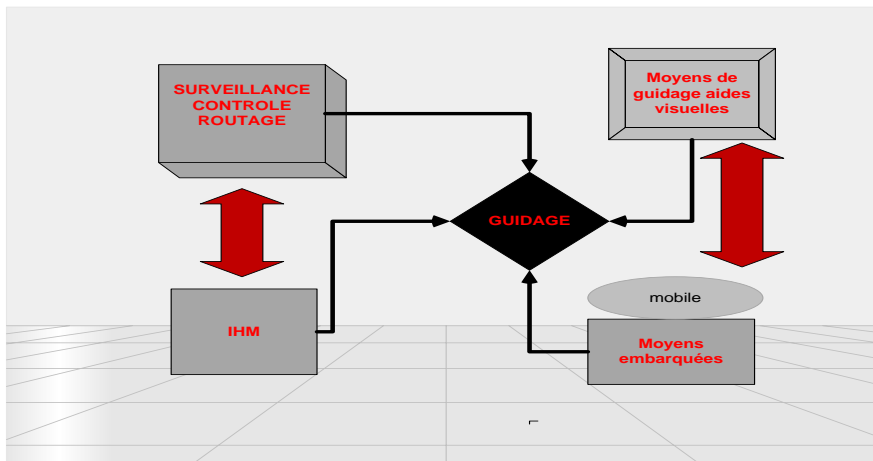 SURVEILLANCE
CONTROLE
ROUTAGE
Moyens de
guidage aides
visuelles
GUIDAGE
IHM
mobile
Moyens
embarquées